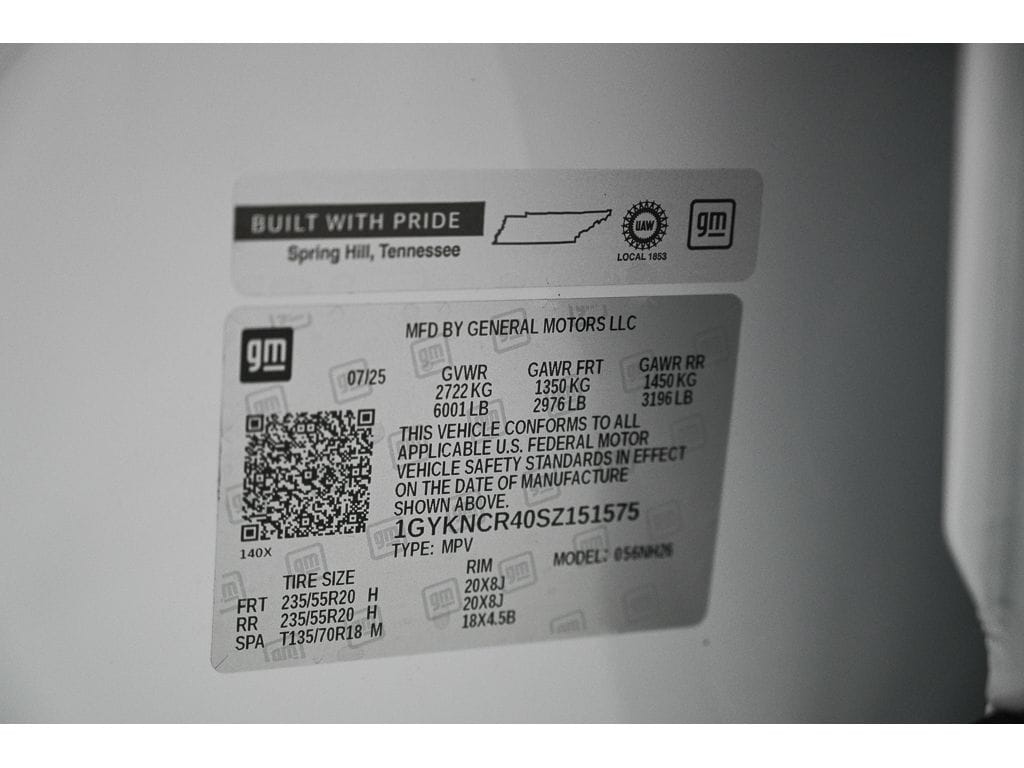 BUILT WITH PRIDE
Spring Hill, Tennessee
UAW
LOCAL 1853
gm
gm
MFD BY GENERAL MOTORS LLC
07/25
GVWR GAWR FRT GAWR RR
2722 KG 1350 KG 1450 KG
6001 LB 2976 LB 3196 LB
THIS VEHICLE CONFORMS TO ALL
APPLICABLE U.S. FEDERAL MOTOR
VEHICLE SAFETY STANDARDS IN EFFECT
ON THE DATE OF MANUFACTURE
SHOWN ABOVE.
1GYKNCR40SZ151575
TYPE: MPV MODEL:
140X
TIRE SIZE RIM
FRT 235/55R20 H 20X8J
RR 235/55R20 H 20X8J
SPA T135/70R18 M 18X4.5B